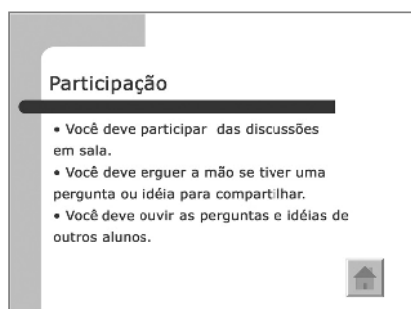 Participação
• Você deve participar das discussões
em sala.
• Você deve erguer a mão se tiver uma
pergunta ou idéia para compartilhar.
• Você deve ouvir as perguntas e idéias de
outros alunos.